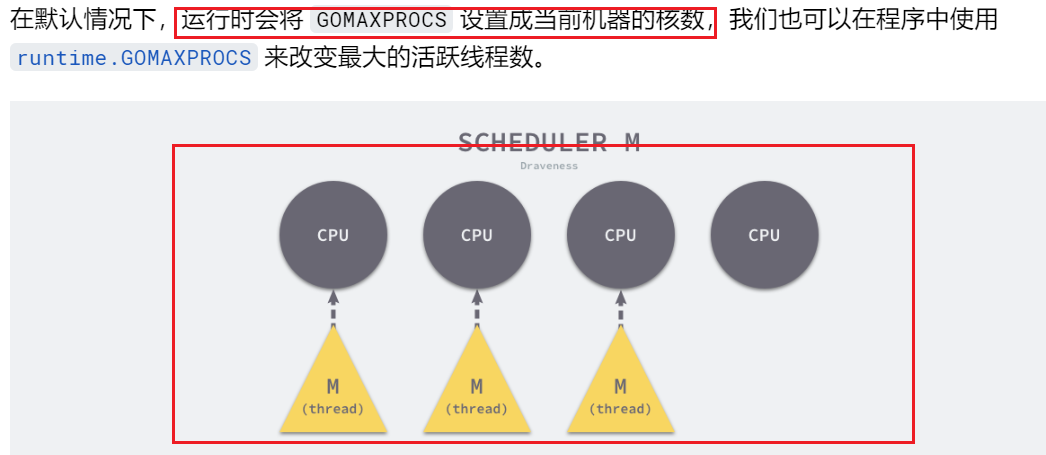 在默认情况下，运行时会将 GOMAXPROCS 设置成当前机器的核数，我们也可以在程序中使用
runtime.GOMAXPROCS 来改变最大的活跃线程数。
SCHEDULER M
Draveness
CPU CPU CPU CPU
M M M
(thread) (thread) (thread)